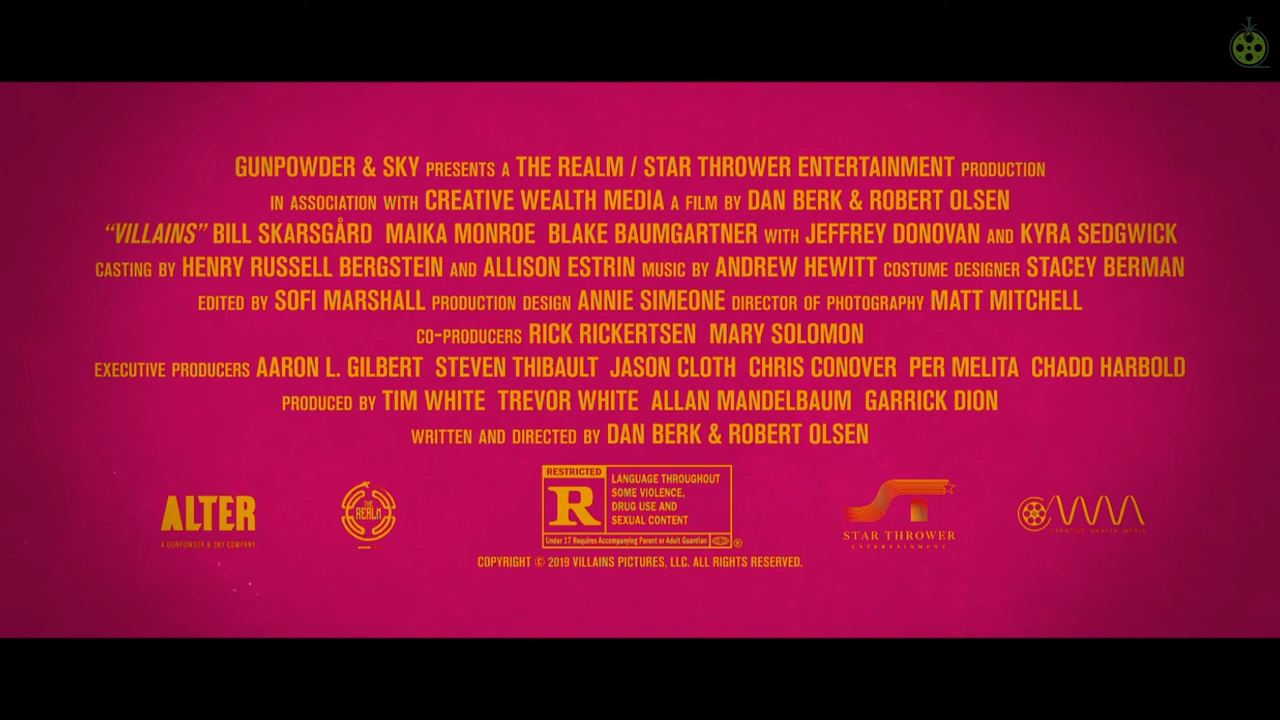 GUNPOWDER & SKY PRESENTS A THE REALM / STAR THROWER ENTERTAINMENT PRODUCTION
IN ASSOCIATION WITH CREATIVE WEALTH MEDIA A FILM BY DAN BERK & ROBERT OLSEN
“VILLAINS” BILL SKARSGÅRD MAIKA MONROE BLAKE BAUMGARTNER WITH JEFFREY DONOVAN AND KYRA SEDGWICK
CASTING BY HENRY RUSSELL BERGSTEIN AND ALLISON ESTRIN MUSIC BY ANDREW HEWITT COSTUME DESIGNER STACEY BERMAN
EDITED BY SOFI MARSHALL PRODUCTION DESIGN ANNIE SIMEONE DIRECTOR OF PHOTOGRAPHY MATT MITCHELL
CO-PRODUCERS RICK RICKERTSEN MARY SOLOMON
EXECUTIVE PRODUCERS AARON L. GILBERT STEVEN THIBAULT JASON CLOTH CHRIS CONOVER PER MELITA CHADD HARBOLD
PRODUCED BY TIM WHITE TREVOR WHITE ALLAN MANDELBAUM GARRICK DION
WRITTEN AND DIRECTED BY DAN BERK & ROBERT OLSEN
ALTER
A GUNPOWDER & SKY COMPANY
THE
REALM
RESTRICTED
R
LANGUAGE THROUGHOUT
SOME VIOLENCE,
DRUG USE AND
SEXUAL CONTENT
Under 17 Requires Accompanying Parent or Adult Guardian
®
STAR THROWER
ENTERTAINMENT
CREATIVE WEALTH MEDIA
COPYRIGHT © 2019 VILLAINS PICTURES, LLC. ALL RIGHTS RESERVED.